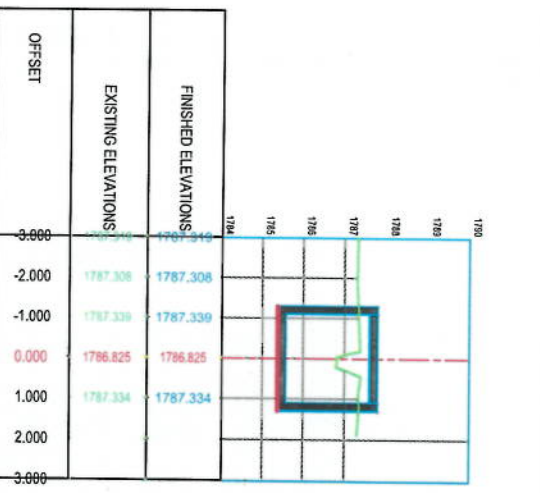 OFFSET
EXISTING ELEVATIONS
FINISHED ELEVATIONS
1784
1785
1786
1787
1788
1789
1790
-3.000 1787.319 1787.319
-2.000 1787.308 1787.308
-1.000 1787.339 1787.339
0.000 1786.825 1786.825
1.000 1787.334 1787.334
2.000
3.000